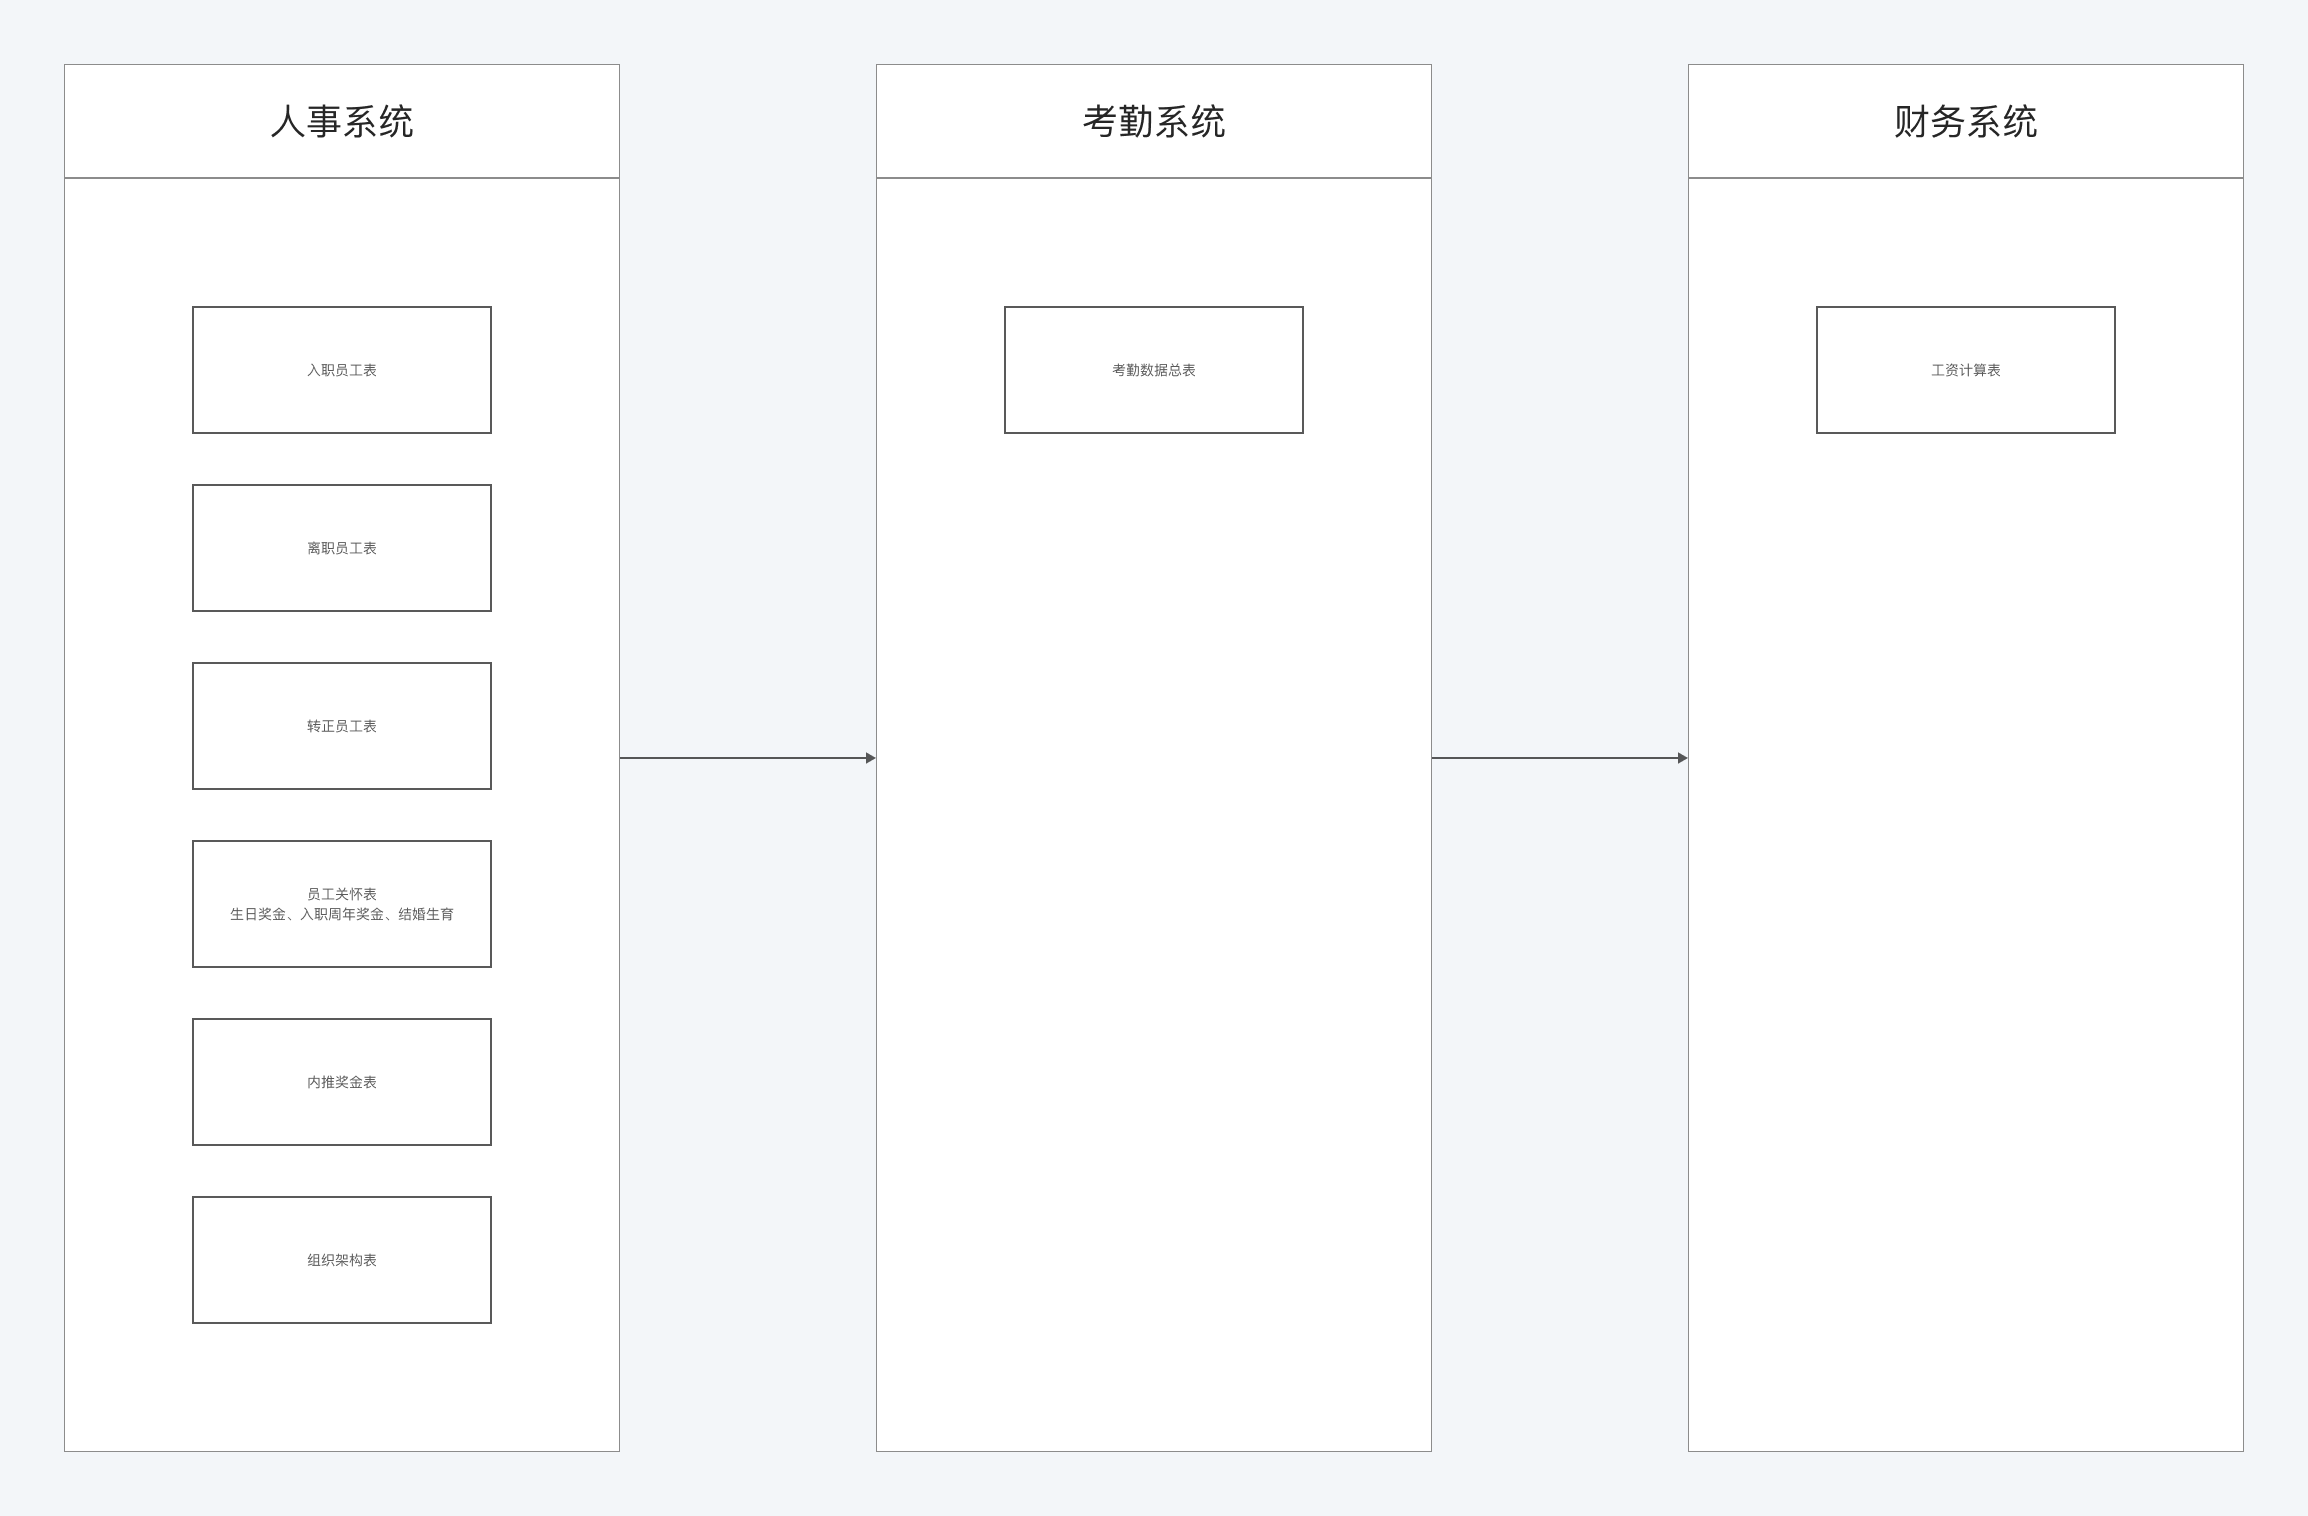 人事系统
入职员工表
离职员工表
转正员工表
员工关怀表
生日奖金、入职周年奖金、结婚生育
内推奖金表
组织架构表
考勤系统
考勤数据总表
财务系统
工资计算表